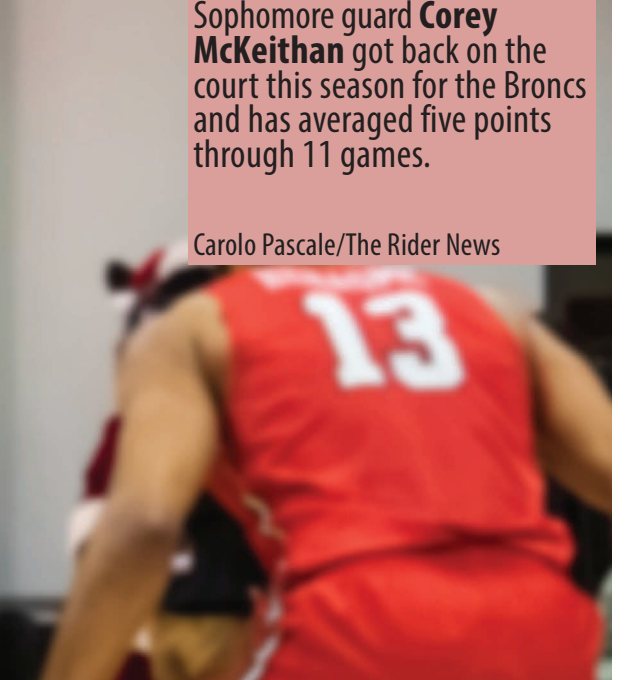 Sophomore guard Corey
McKeithan got back on the
court this season for the Broncs
and has averaged five points
through 11 games.
Carolo Pascale/The Rider News
13